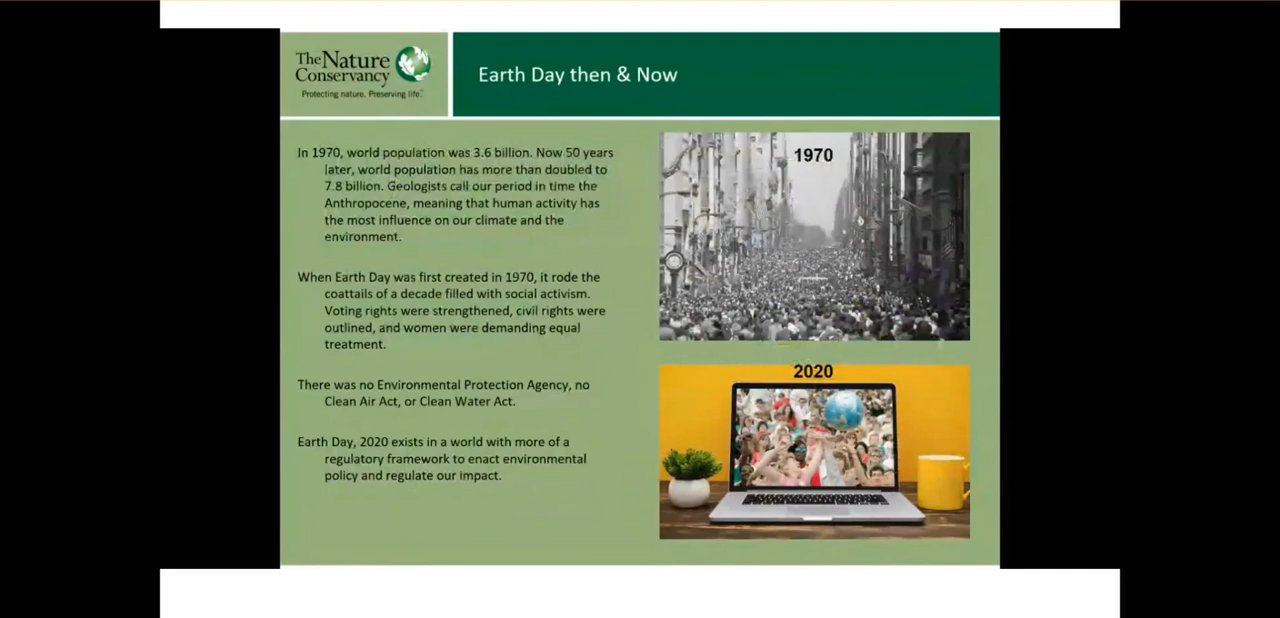 The Nature
Conservancy
Protecting nature. Preserving life.™
Earth Day then & Now
In 1970, world population was 3.6 billion. Now 50 years
later, world population has more than doubled to
7.8 billion. Geologists call our period in time the
Anthropocene, meaning that human activity has
the most influence on our climate and the
environment.
When Earth Day was first created in 1970, it rode the
coattails of a decade filled with social activism.
Voting rights were strengthened, civil rights were
outlined, and women were demanding equal
treatment.
There was no Environmental Protection Agency, no
Clean Air Act, or Clean Water Act.
Earth Day, 2020 exists in a world with more of a
regulatory framework to enact environmental
policy and regulate our impact.
1970
2020